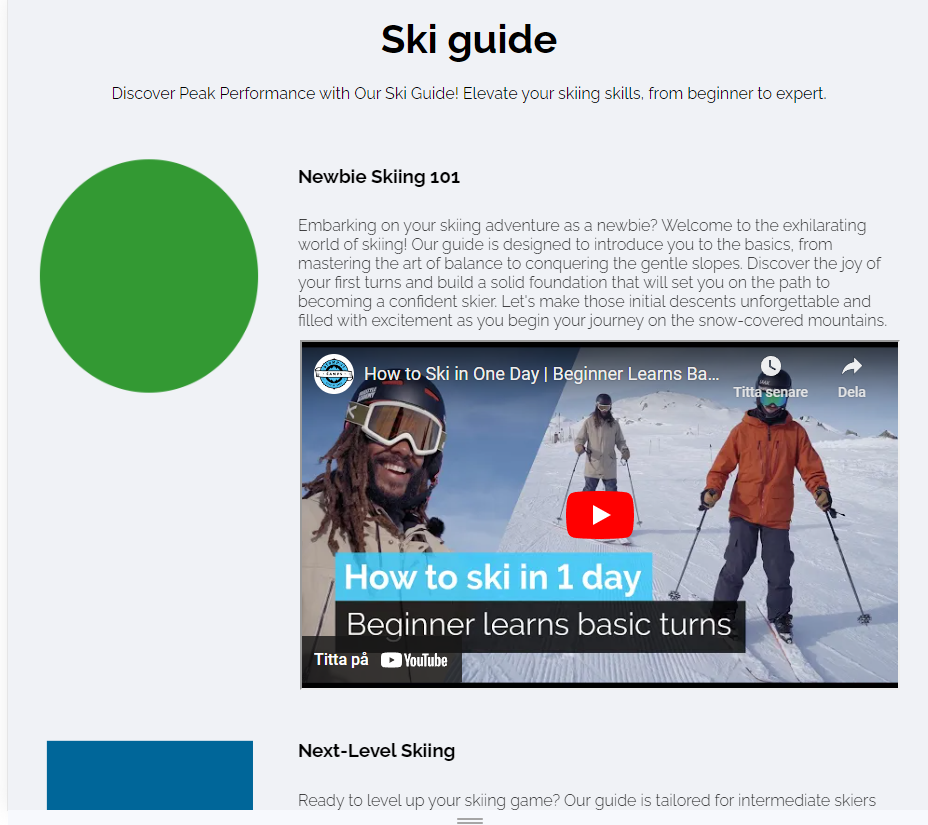 Ski guide
Discover Peak Performance with Our Ski Guide! Elevate your skiing skills, from beginner to expert.
Newbie Skiing 101
Embarking on your skiing adventure as a newbie? Welcome to the exhilarating
world of skiing! Our guide is designed to introduce you to the basics, from
mastering the art of balance to conquering the gentle slopes. Discover the joy of
your first turns and build a solid foundation that will set you on the path to
becoming a confident skier. Let's make those initial descents unforgettable and
filled with excitement as you begin your journey on the snow-covered mountains.
How to Ski in One Day | Beginner Learns Ba...
Titta senare
Dela
How to ski in 1 day
Beginner learns basic turns
Titta på YouTube
Next-Level Skiing
Ready to level up your skiing game? Our guide is tailored for intermediate skiers